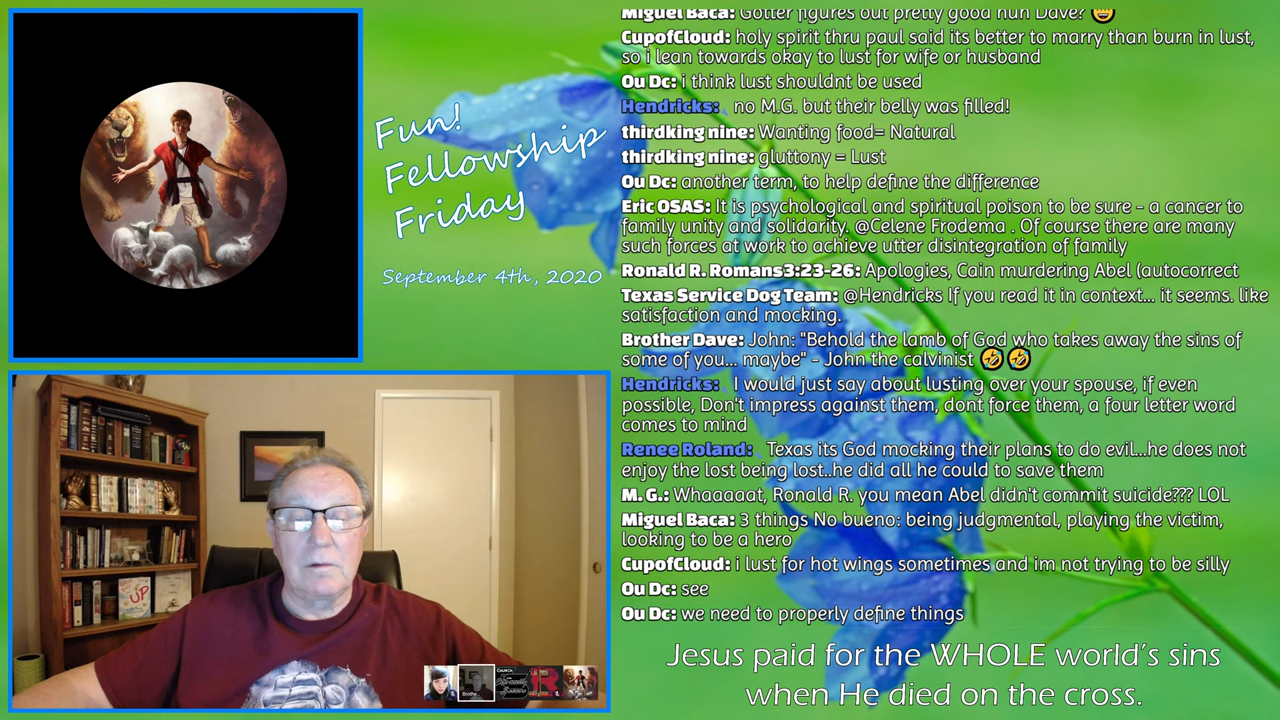 Fun!
Fellowship
Friday
September 4th, 2020
Miguel Baca: Gotter figures out pretty good huh Dave? 😄
CupofCloud: holy spirit thru paul said its better to marry than burn in lust,
so i lean towards okay to lust for wife or husband
Ou Dc: i think lust shouldnt be used
Hendricks: no M.G. but their belly was filled!
thirdking nine: Wanting food= Natural
thirdking nine: gluttony = Lust
Ou Dc: another term, to help define the difference
Eric OSAS: It is psychological and spiritual poison to be sure - a cancer to
family unity and solidarity. @Celene Frodema . Of course there are many
such forces at work to achieve utter disintegration of family
Ronald R. Romans3:23-26: Apologies, Cain murdering Abel (autocorrect
Texas Service Dog Team: @Hendricks If you read it in context... it seems. like
satisfaction and mocking.
Brother Dave: John: "Behold the lamb of God who takes away the sins of
some of you... maybe" - John the calvinist 🤣🤣
Hendricks: I would just say about lusting over your spouse, if even
possible, Don't impress against them, dont force them, a four letter word
comes to mind
Renee Roland: Texas its God mocking their plans to do evil...he does not
enjoy the lost being lost..he did all he could to save them
M. G.: Whaaaaat, Ronald R. you mean Abel didn't commit suicide??? LOL
Miguel Baca: 3 things No bueno: being judgmental, playing the victim,
looking to be a hero
CupofCloud: i lust for hot wings sometimes and im not trying to be silly
Ou Dc: see
Ou Dc: we need to properly define things
Jesus paid for the WHOLE world's sins
when He died on the cross.
UP
Brothe...
CHURCH